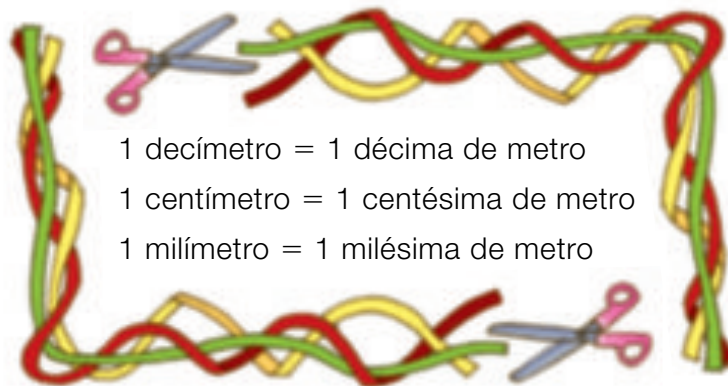 1 decímetro = 1 décima de metro
1 centímetro = 1 centésima de metro
1 milímetro = 1 milésima de metro